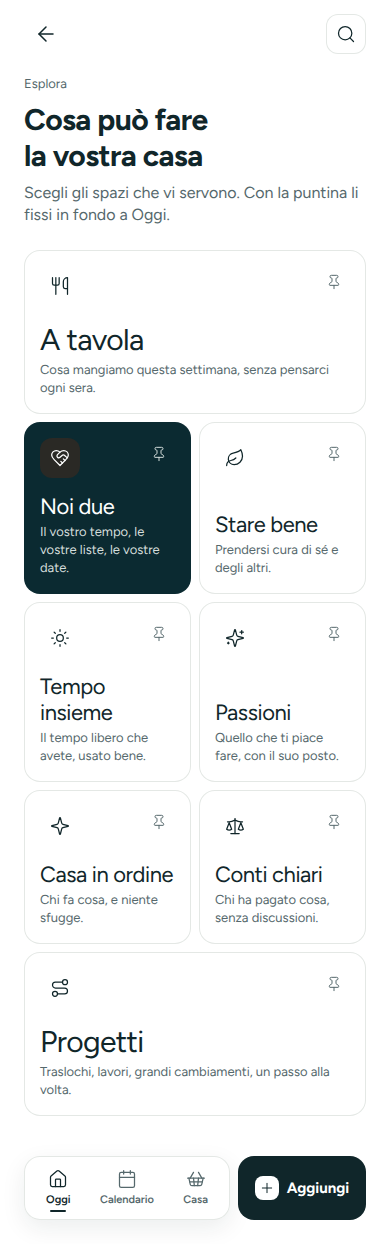 Esplora
Cosa può fare
la vostra casa
Scegli gli spazi che vi servono. Con la puntina li
fissi in fondo a Oggi.
A tavola
Cosa mangiamo questa settimana, senza pensarci
ogni sera.
Noi due
Il vostro tempo, le
vostre liste, le vostre
date.
Stare bene
Prendersi cura di sé e
degli altri.
Tempo
insieme
Il tempo libero che
avete, usato bene.
Passioni
Quello che ti piace
fare, con il suo posto.
Casa in ordine
Chi fa cosa, e niente
sfugge.
Conti chiari
Chi ha pagato cosa,
senza discussioni.
Progetti
Traslochi, lavori, grandi cambiamenti, un passo alla
volta.
Oggi
Calendario
Casa
Aggiungi